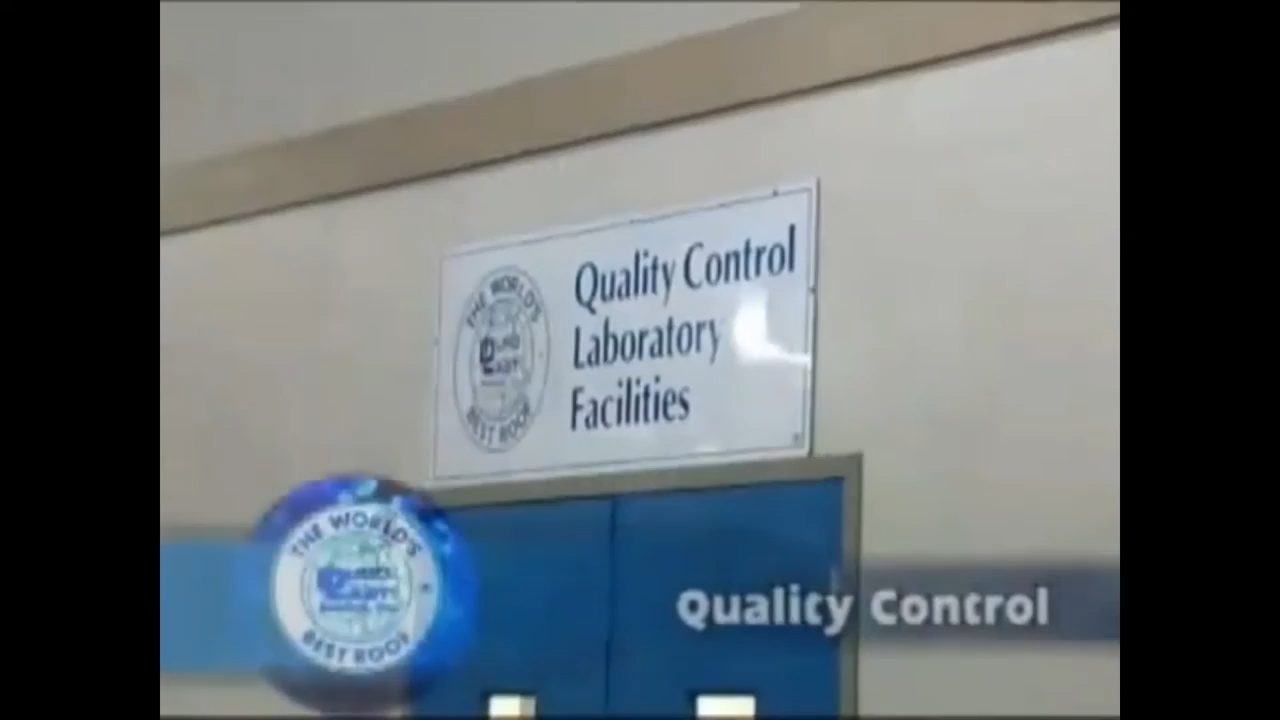 Quality Control
Laboratory
Facilities
THE WORLD'S
BEST ROOF
THE WORLD'S
BEST ROOF
Quality Control